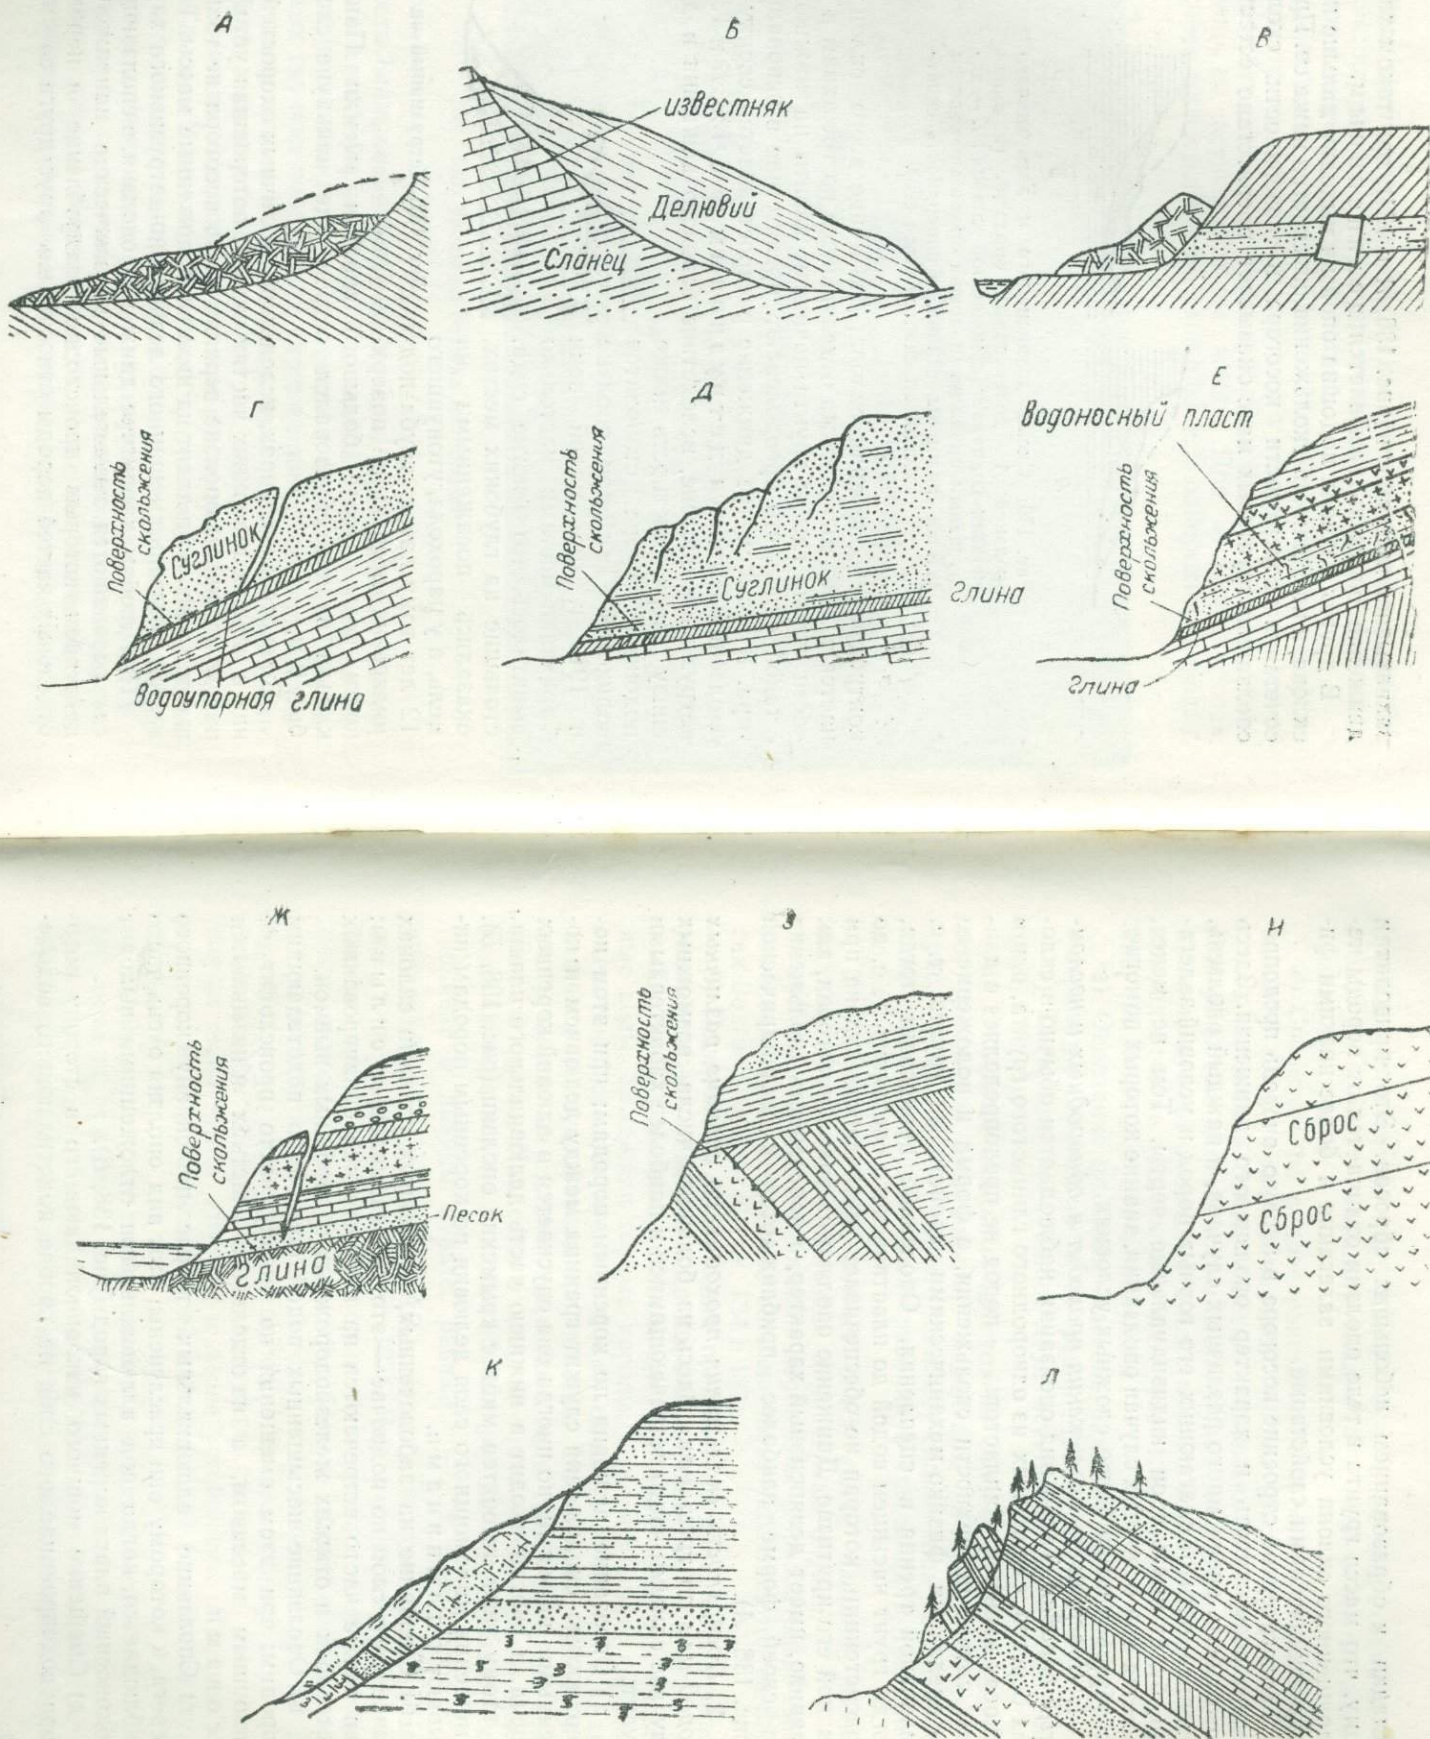 А
Б
В
известняк
Делювий
Сланец
Г
Д
Е
Водоносный пласт
Поверхность
скольжения
Суглинок
Водоупорная глина
Поверхность
скольжения
Суглинок
Глина
Поверхность
скольжения
Глина
Ж
З
И
Поверхность
скольжения
Песок
Глина
Поверхность
скольжения
Сброс
Сброс
К
Л